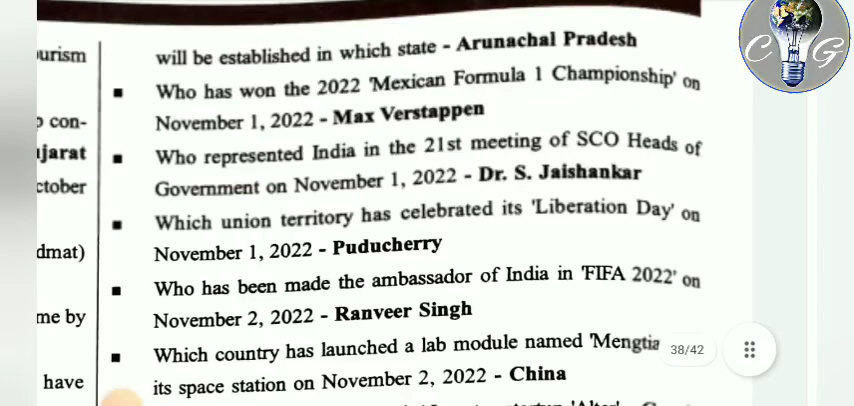 urism
con-
jarat
ctober
dmat)
me by
have
will be established in which state - Arunachal Pradesh
■ Who has won the 2022 'Mexican Formula 1 Championship' on
November 1, 2022 - Max Verstappen
■ Who represented India in the 21st meeting of SCO Heads of
Government on November 1, 2022 - Dr. S. Jaishankar
■ Which union territory has celebrated its 'Liberation Day' on
November 1, 2022 - Puducherry
■ Who has been made the ambassador of India in 'FIFA 2022' on
November 2, 2022 - Ranveer Singh
■ Which country has launched a lab module named 'Mengtia
its space station on November 2, 2022 - China
C G
38/42